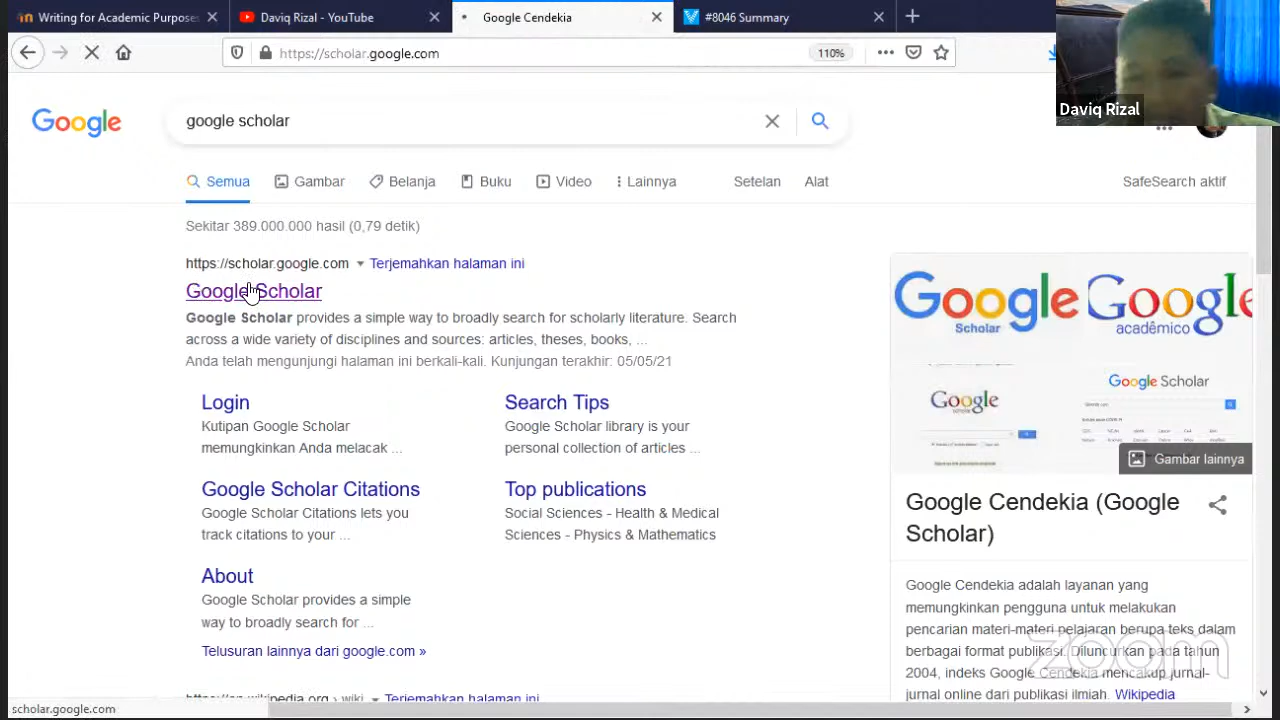 Writing for Academic Purposes
Daviq Rizal - YouTube
Google Cendekia
#8046 Summary
https://scholar.google.com
110%
Daviq Rizal
Google
google scholar
Semua
Gambar
Belanja
Buku
Video
Lainnya
Setelan
Alat
SafeSearch aktif
Sekitar 389.000.000 hasil (0,79 detik)
https://scholar.google.com
Terjemahkan halaman ini
Google Scholar
Google Scholar provides a simple way to broadly search for scholarly literature. Search
across a wide variety of disciplines and sources: articles, theses, books, ...
Anda telah mengunjungi halaman ini berkali-kali. Kunjungan terakhir: 05/05/21
Login
Kutipan Google Scholar
memungkinkan Anda melacak ...
Search Tips
Google Scholar library is your
personal collection of articles ...
Google Scholar Citations
Google Scholar Citations lets you
track citations to your ...
Top publications
Social Sciences - Health & Medical
Sciences - Physics & Mathematics
About
Google Scholar provides a simple
way to broadly search for ...
Telusuran lainnya dari google.com »
https://en.wikipedia.org › wiki
Terjemahkan halaman ini
Google
Scholar
Google
acadêmico
Google
Google Scholar
Gambar lainnya
Google Cendekia (Google
Scholar)
Google Cendekia adalah layanan yang
memungkinkan pengguna untuk melakukan
pencarian materi-materi pelajaran berupa teks dalam
berbagai format publikasi. Diluncurkan pada tahun
2004, indeks Google Cendekia mencakup jurnal-
jurnal online dari publikasi ilmiah. Wikipedia
zoom
scholar.google.com